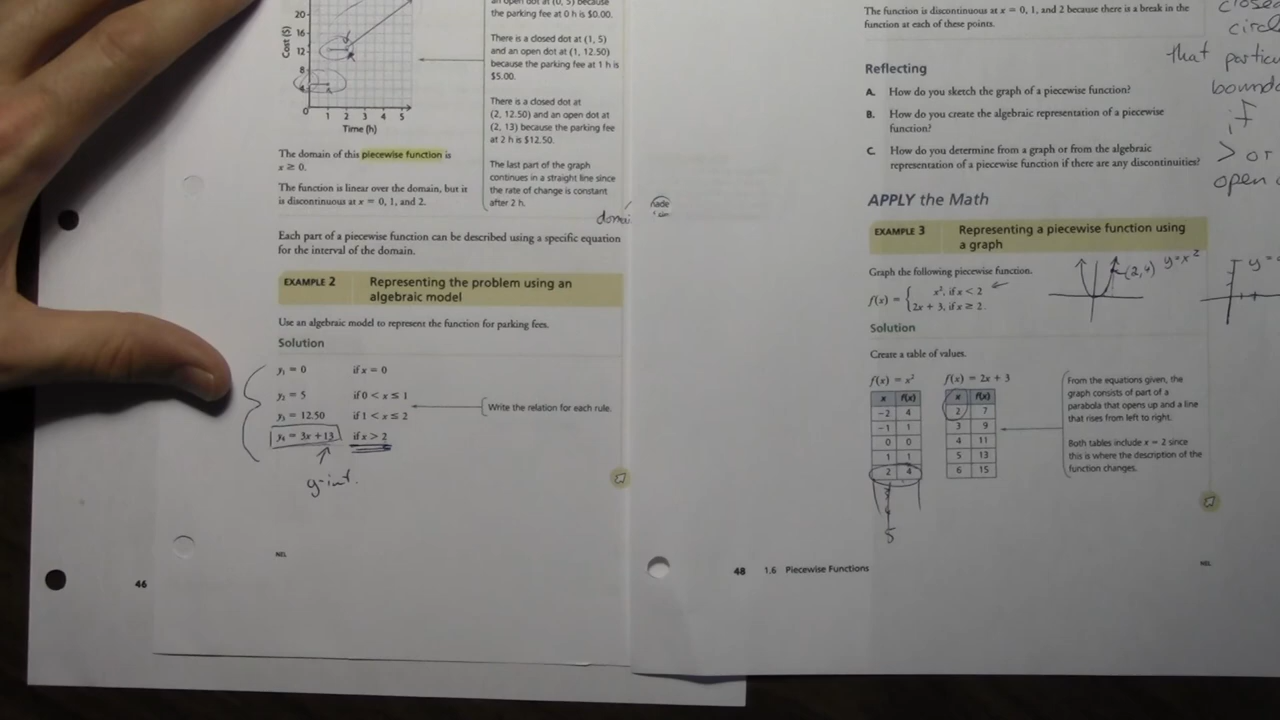 20
16
12
8
4
0
1 2 3 4 5
Cost ($)
Time (h)
an open dot at (0, 5) because
the parking fee at 0 h is $0.00.
There is a closed dot at (1, 5)
and an open dot at (1, 12.50)
because the parking fee at 1 h is
$5.00.
There is a closed dot at
(2, 12.50) and an open dot at
(2, 13) because the parking fee
at 2 h is $12.50.
The last part of the graph
continues in a straight line since
the rate of change is constant
after 2 h.
The domain of this piecewise function is
x ≥ 0.
The function is linear over the domain, but it
is discontinuous at x = 0, 1, and 2.
Each part of a piecewise function can be described using a specific equation
for the interval of the domain.
EXAMPLE 2 Representing the problem using an
algebraic model
Use an algebraic model to represent the function for parking fees.
Solution
y₁ = 0 if x = 0
y₂ = 5 if 0 < x ≤ 1
y₃ = 12.50 if 1 < x ≤ 2
y₄ = 3x + 13 if x > 2
Write the relation for each rule.
y-int.
NEL
46
The function is discontinuous at x = 0, 1, and 2 because there is a break in the
function at each of these points.
Reflecting
A. How do you sketch the graph of a piecewise function?
B. How do you create the algebraic representation of a piecewise
function?
C. How do you determine from a graph or from the algebraic
representation of a piecewise function if there are any discontinuities?
that
if
> or
open
APPLY the Math
EXAMPLE 3 Representing a piecewise function using
a graph
Graph the following piecewise function.
f(x) = { x², if x < 2
2x + 3, if x ≥ 2.
(2,4) y=x²
y=
Solution
Create a table of values.
f(x) = x² f(x) = 2x + 3
x f(x) x f(x)
-2 4 2 7
-1 1 3 9
0 0 4 11
1 1 5 13
2 4 6 15
5
From the equations given, the
graph consists of part of a
parabola that opens up and a line
that rises from left to right.
Both tables include x = 2 since
this is where the description of the
function changes.
48 1.6 Piecewise Functions
NEL